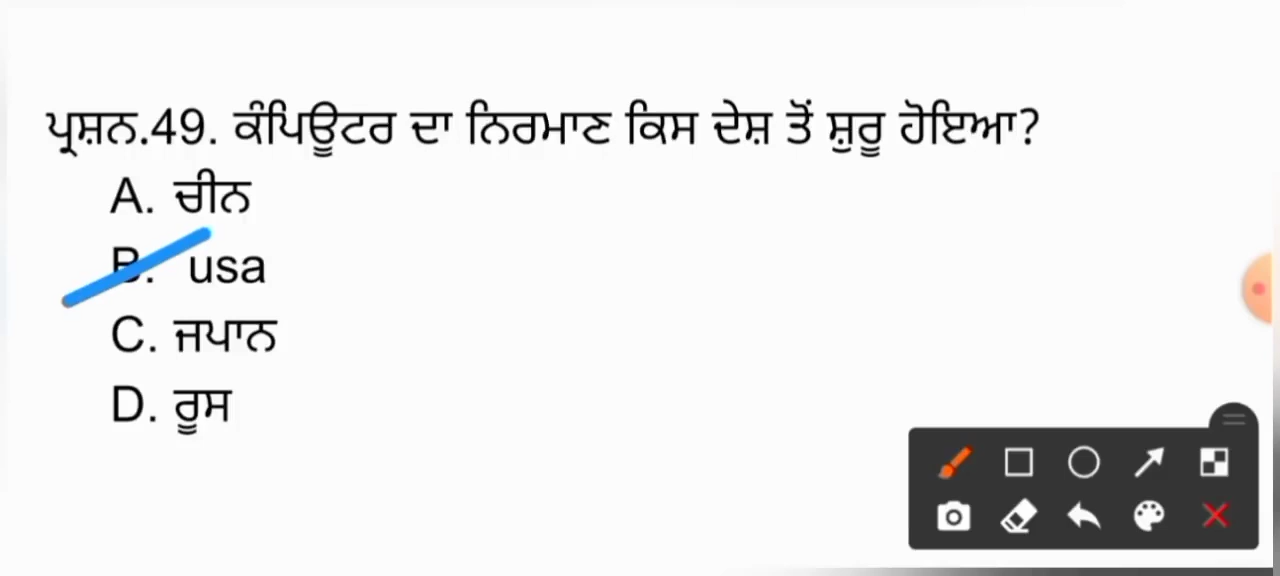 ਪ੍ਰਸ਼ਨ.49. ਕੰਪਿਊਟਰ ਦਾ ਨਿਰਮਾਣ ਕਿਸ ਦੇਸ਼ ਤੋਂ ਸ਼ੁਰੂ ਹੋਇਆ?
A. ਚੀਨ
B. usa
C. ਜਪਾਨ
D. ਰੂਸ